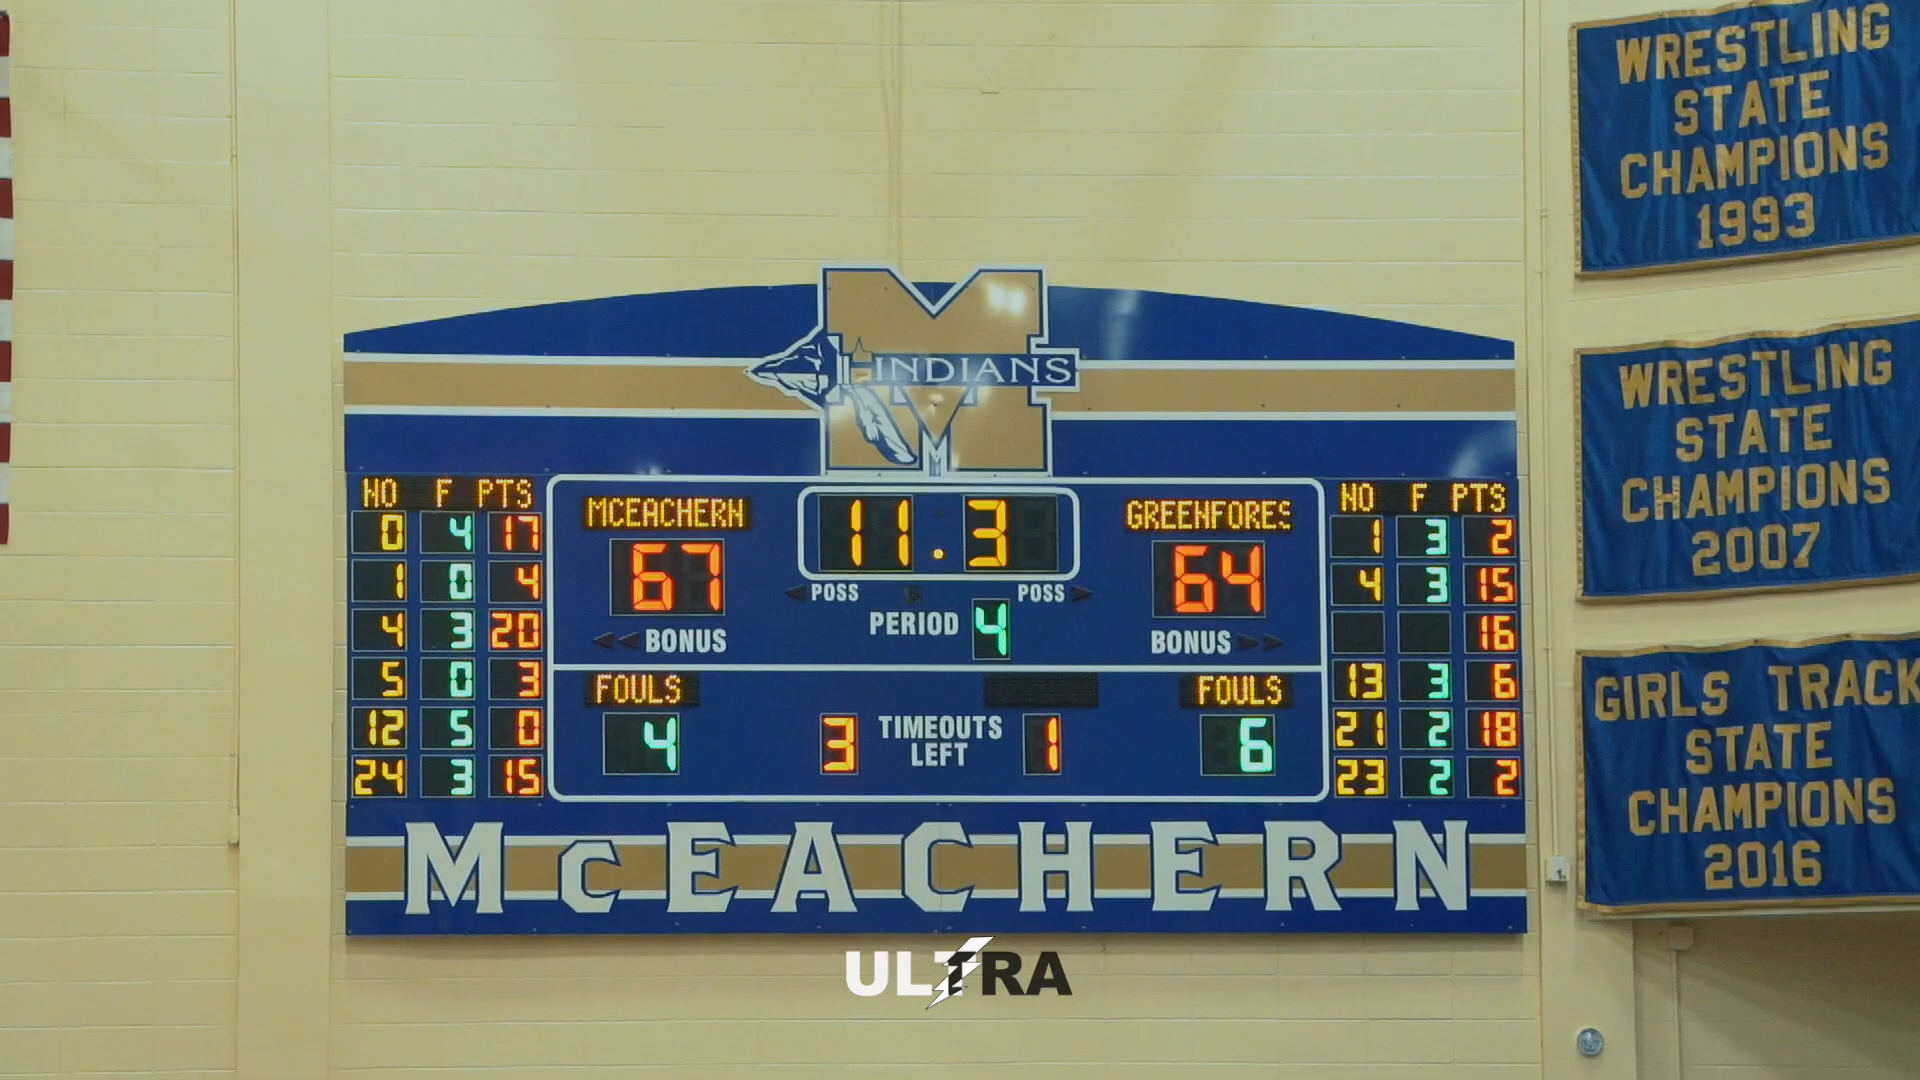 WRESTLING
STATE
CHAMPIONS
1993
WRESTLING
STATE
CHAMPIONS
2007
GIRLS TRACK
STATE
CHAMPIONS
2016
INDIANS
M
NO F PTS
0 4 17
1 0 4
4 3 20
5 0 3
12 5 0
24 3 15
MCEACHERN
67
BONUS
11.3
POSS POSS
PERIOD 4
GREENFORES
64
BONUS
FOULS
4
3 TIMEOUTS LEFT 1
FOULS
6
NO F PTS
1 3 2
4 3 15
16
13 3 6
21 2 18
23 2 2
McEACHERN
ULTRA